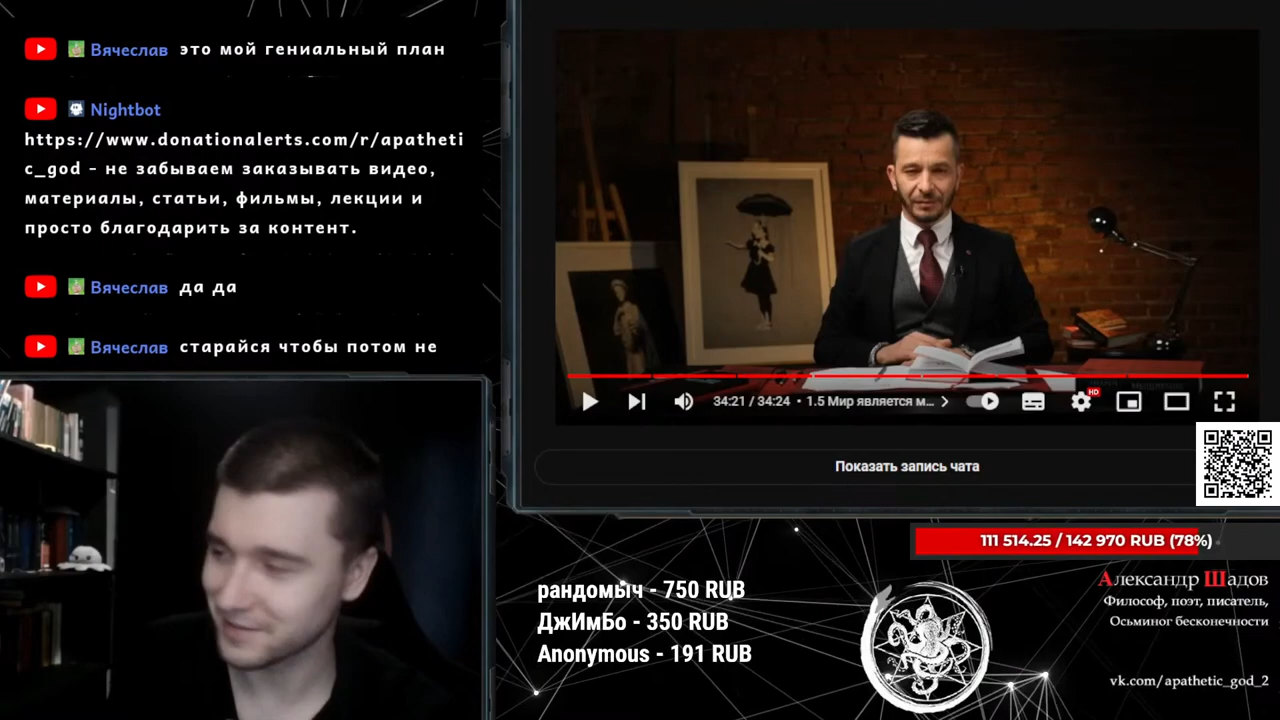 Вячеслав это мой гениальный план
Nightbot
https://www.donationalerts.com/r/apatheti
c_god - не забываем заказывать видео,
материалы, статьи, фильмы, лекции и
просто благодарить за контент.
Вячеслав да да
Вячеслав старайся чтобы потом не
34:21 / 34:24 • 1.5 Мир является м...
HD
Показать запись чата
111 514.25 / 142 970 RUB (78%)
рандомыч - 750 RUB
ДжИмБо - 350 RUB
Anonymous - 191 RUB
Александр Шадов
Философ, поэт, писатель,
Осьминог бесконечности
vk.com/apathetic_god_2